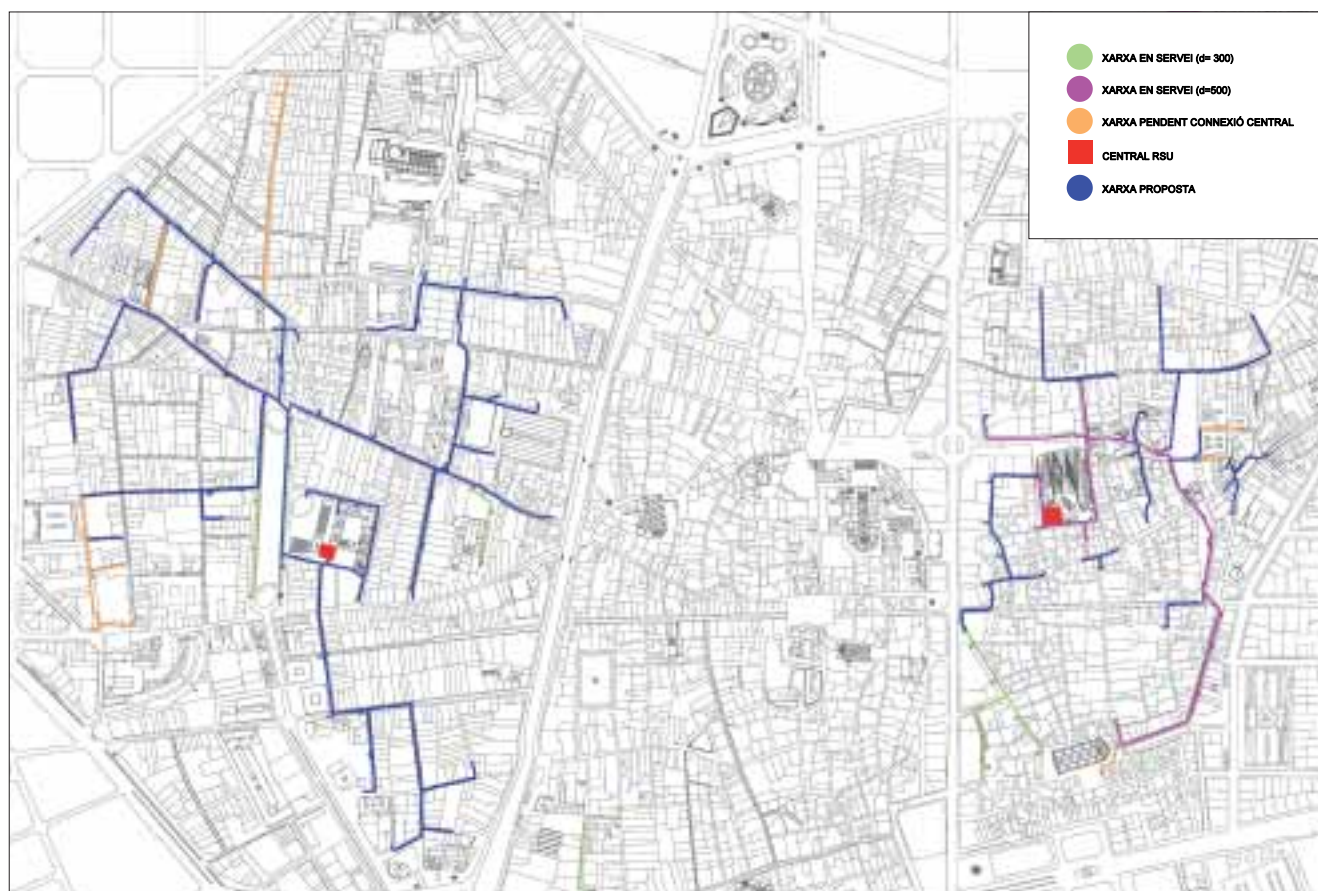 XARXA EN SERVEI (d= 300)
XARXA EN SERVEI (d=500)
XARXA PENDENT CONNEXIÓ CENTRAL
CENTRAL RSU
XARXA PROPOSTA